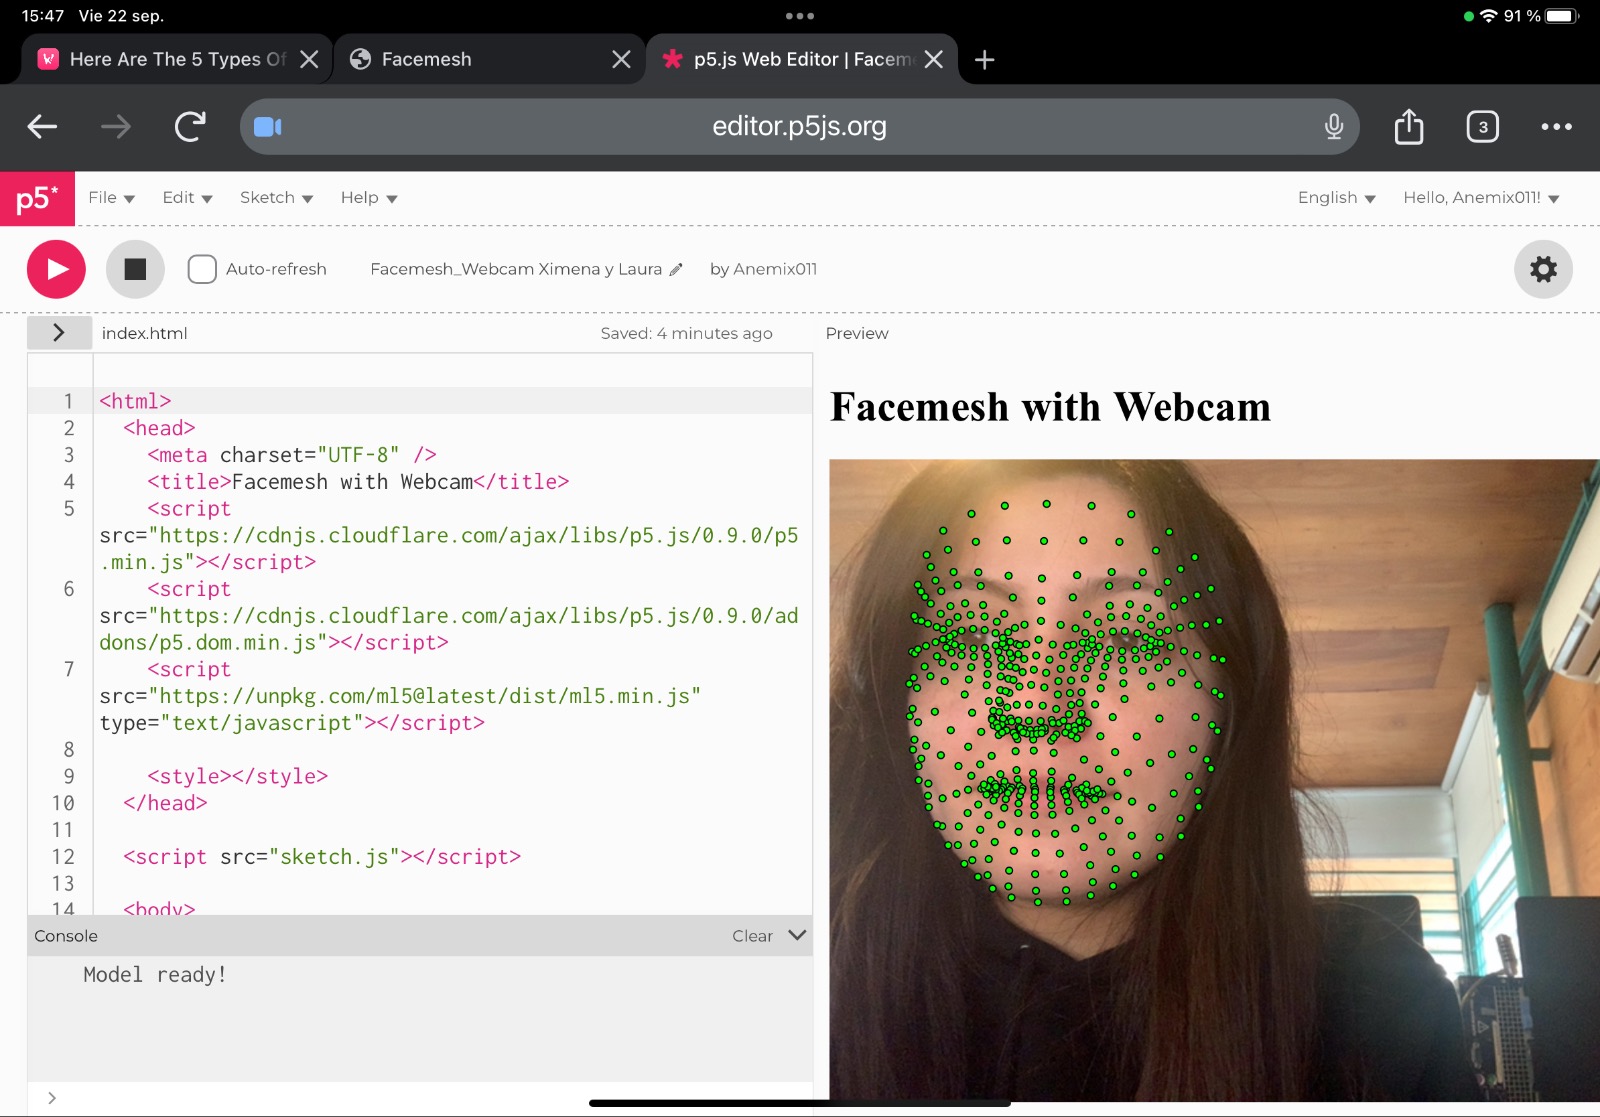 15:47 Vie 22 sep.
91 %
Here Are The 5 Types Of
Facemesh
p5.js Web Editor | Facem
editor.p5js.org
3
p5*
File
Edit
Sketch
Help
English
Hello, Anemix011!
Auto-refresh
Facemesh_Webcam Ximena y Laura
by Anemix011
index.html
Saved: 4 minutes ago
Preview
1 <html>
2 <head>
3 <meta charset="UTF-8" />
4 <title>Facemesh with Webcam</title>
5 <script
src="https://cdnjs.cloudflare.com/ajax/libs/p5.js/0.9.0/p5
.min.js"></script>
6 <script
src="https://cdnjs.cloudflare.com/ajax/libs/p5.js/0.9.0/ad
dons/p5.dom.min.js"></script>
7 <script
src="https://unpkg.com/ml5@latest/dist/ml5.min.js"
type="text/javascript"></script>
8
9 <style></style>
10 </head>
11
12 <script src="sketch.js"></script>
13
14 <body>
Console
Clear
Model ready!
Facemesh with Webcam